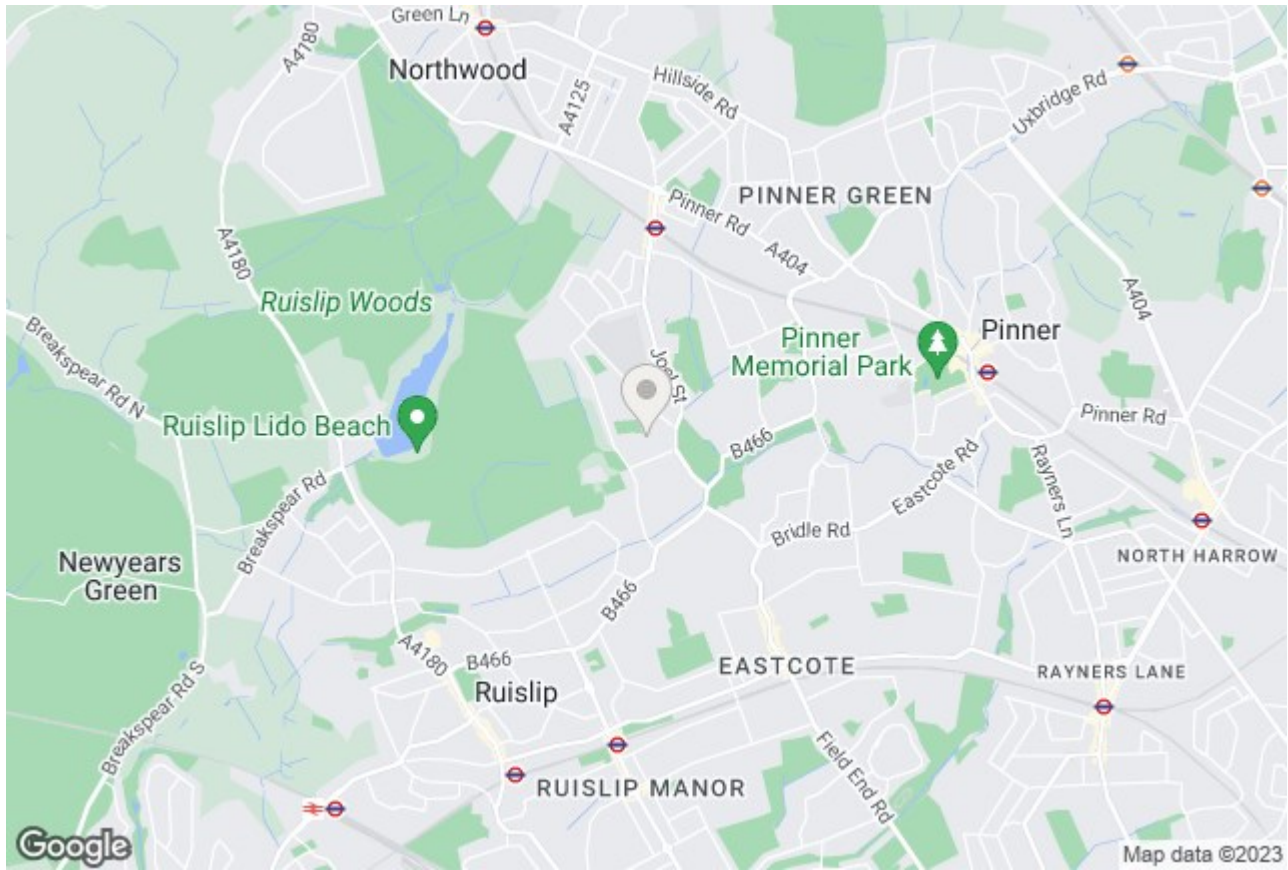 Green Ln
A4180
Northwood
A4125
Hillside Rd
Uxbridge Rd
PINNER GREEN
Pinner Rd
A404
A4180
A404
Ruislip Woods
Breakspear Rd N
Pinner
Memorial Park
Pinner
Joel St
Ruislip Lido Beach
Pinner Rd
B466
Eastcote Rd
Rayners Ln
Breakspear Rd
Bridle Rd
NORTH HARROW
Newyears
Green
B466
A4180
B466
EASTCOTE
RAYNERS LANE
Ruislip
Breakspear Rd S
Field End Rd
RUISLIP MANOR
Google
Map data ©2023